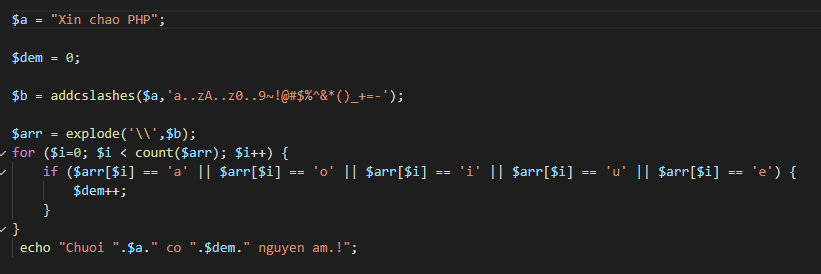 $a = "Xin chao PHP";
$dem = 0;
$b = addcslashes($a,'a..zA..z0..9~!@#$%^&*()_+=-');
$arr = explode('\\',$b);
for ($i=0; $i < count($arr); $i++) {
if ($arr[$i] == 'a' || $arr[$i] == 'o' || $arr[$i] == 'i' || $arr[$i] == 'u' || $arr[$i] == 'e') {
$dem++;
}
}
echo "Chuoi ".$a." co ".$dem." nguyen am.!";